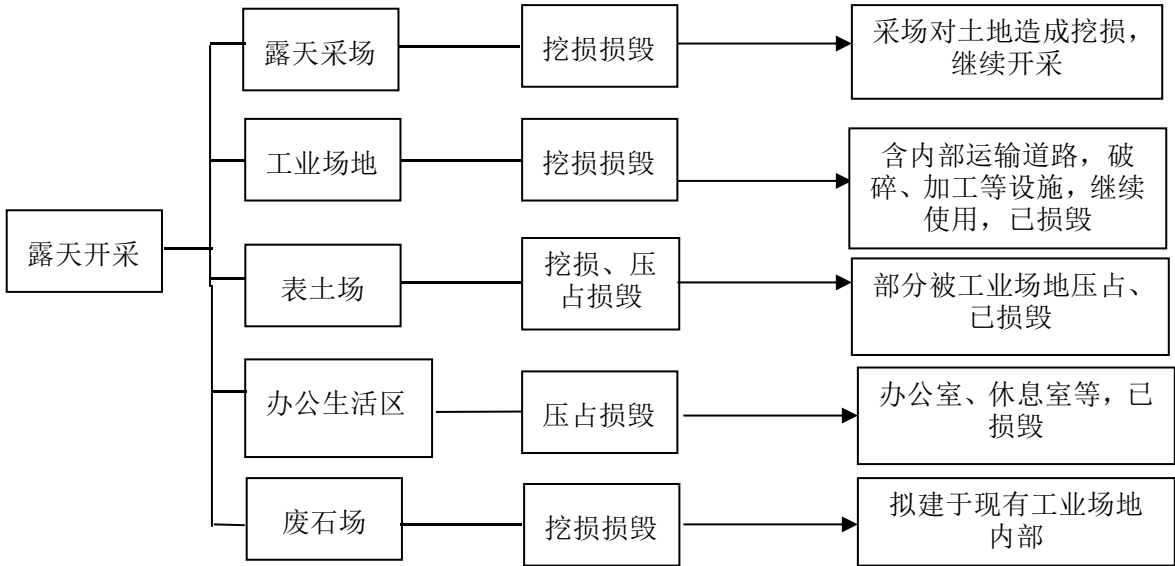 露天采场
挖损损毁
采场对土地造成挖损，
继续开采
工业场地
挖损损毁
含内部运输道路，破
碎、加工等设施，继续
使用，已损毁
露天开采
表土场
挖损、压
占损毁
部分被工业场地压占、
已损毁
办公生活区
压占损毁
办公室、休息室等，已
损毁
废石场
挖损损毁
拟建于现有工业场地
内部